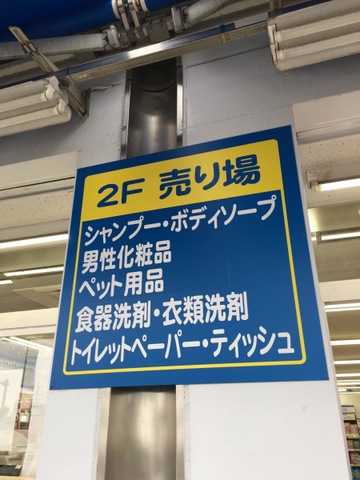 2F 売り場
シャンプー・ボディソープ
男性化粧品
ペット用品
食器洗剤・衣類洗剤
トイレットペーパー・ティッシュ